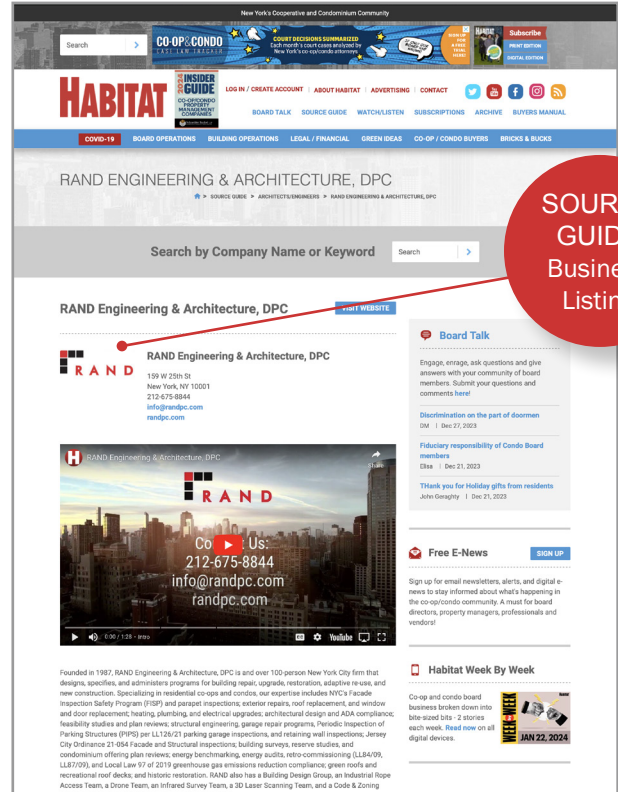 New York's Cooperative and Condominium Community
Search
CO-OP&CONDO
CASE LAW TRACKER
COURT DECISIONS SUMMARIZED
Each month's court cases analyzed by
New York's co-op/condo attorneys
SIGN UP
FOR
A FREE
TRIAL
HERE!
HABITAT
Subscribe
PRINT EDITION
DIGITAL EDITION
HABITAT
2024 INSIDER
GUIDE
CO-OP/CONDO
PROPERTY
MANAGEMENT
COMPANIES
LOG IN / CREATE ACCOUNT | ABOUT HABITAT | ADVERTISING | CONTACT
BOARD TALK SOURCE GUIDE WATCH/LISTEN SUBSCRIPTIONS ARCHIVE BUYERS MANUAL
COVID-19 BOARD OPERATIONS BUILDING OPERATIONS LEGAL / FINANCIAL GREEN IDEAS CO-OP / CONDO BUYERS BRICKS & BUCKS
RAND ENGINEERING & ARCHITECTURE, DPC
> SOURCE GUIDE > ARCHITECTS/ENGINEERS > RAND ENGINEERING & ARCHITECTURE, DPC
SOUR
GUID
Busine
Listin
Search by Company Name or Keyword Search
RAND Engineering & Architecture, DPC VISIT WEBSITE
RAND
RAND Engineering & Architecture, DPC
159 W 25th St
New York, NY 10001
212-675-8844
info@randpc.com
randpc.com
H RAND Engineering & Architecture, DPC
Share
RAND
Co Us:
212-675-8844
info@randpc.com
randpc.com
0:00 / 1:28 • Intro
CC YouTube
Founded in 1987, RAND Engineering & Architecture, DPC is and over 100-person New York City firm that
designs, specifies, and administers programs for building repair, upgrade, restoration, adaptive re-use, and
new construction. Specializing in residential co-ops and condos, our expertise includes NYC's Facade
Inspection Safety Program (FISP) and parapet inspections; exterior repairs, roof replacement, and window
and door replacement; heating, plumbing, and electrical upgrades; architectural design and ADA compliance;
feasibility studies and plan reviews; structural engineering, garage repair programs, Periodic Inspection of
Parking Structures (PIPS) per LL126/21 parking garage inspections, and retaining wall inspections; Jersey
City Ordinance 21-054 Facade and Structural inspections; building surveys, reserve studies, and
condominium offering plan reviews; energy benchmarking, energy audits, retro-commissioning (LL84/09,
LL87/09), and Local Law 97 of 2019 greenhouse gas emissions reduction compliance; green roofs and
recreational roof decks; and historic restoration. RAND also has a Building Design Group, an Industrial Rope
Access Team, a Drone Team, an Infrared Survey Team, a 3D Laser Scanning Team, and a Code & Zoning
Board Talk
Engage, enrage, ask questions and give
answers with your community of board
members. Submit your questions and
comments here!
Discrimination on the part of doormen
DM | Dec 27, 2023
Fiduciary responsibility of Condo Board
members
Elisa | Dec 21, 2023
THank you for Holiday gifts from residents
John Geraghty | Dec 21, 2023
Free E-News SIGN UP
Sign up for email newsletters, alerts, and digital e-
news to stay informed about what's happening in
the co-op/condo community. A must for board
directors, property managers, professionals and
vendors!
Habitat Week By Week
Co-op and condo board
business broken down into
bite-sized bits - 2 stories
each week. Read now on all
digital devices.
WEEK WEEK
JAN 22, 2024